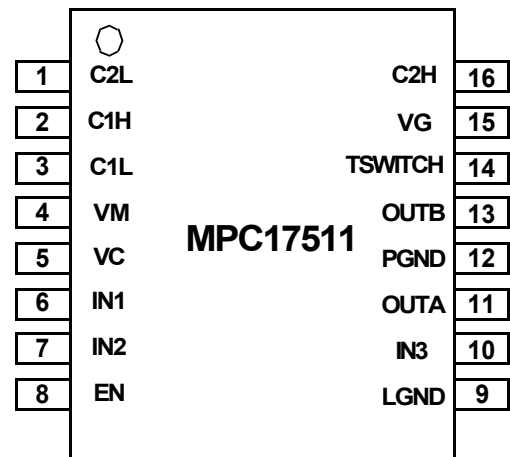 1 C2L C2H 16
2 C1H VG 15
3 C1L TSWITCH 14
4 VM OUTB 13
MPC17511
5 VC PGND 12
6 IN1 OUTA 11
7 IN2 IN3 10
8 EN LGND 9